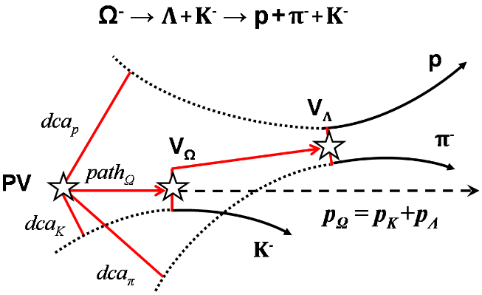 Ω⁻ → Λ + K⁻ → p + π⁻ + K⁻
p
V_Λ
dca_p
V_Ω
π⁻
PV
path_Ω
dca_K
p_Ω = p_K + p_Λ
K⁻
dca_π